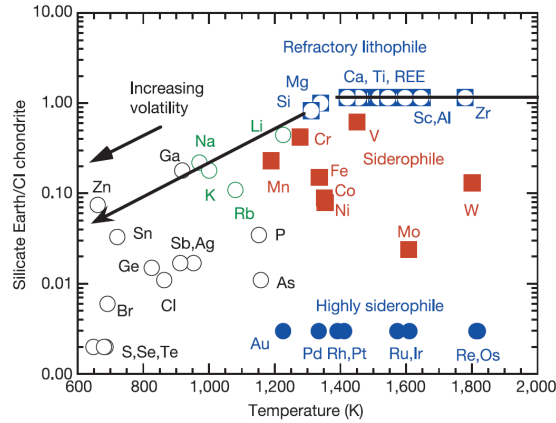 10.00
Refractory lithophile
Increasing
volatility
Mg
Si
Ca, Ti, REE
1.00
Sc,Al
Zr
Li
Na
Ga
Cr
V
Siderophile
K
Mn
Fe
Zn
0.10
Rb
Co
Ni
W
Sn
Sb,Ag
P
Mo
Ge
Cl
As
0.01
Br
Highly siderophile
S,Se,Te
Au
Pd
Rh,Pt
Ru,Ir
Re,Os
0.00
600
800
1,000
1,200
1,400
1,600
1,800
2,000
Temperature (K)
Silicate Earth/CI chondrite